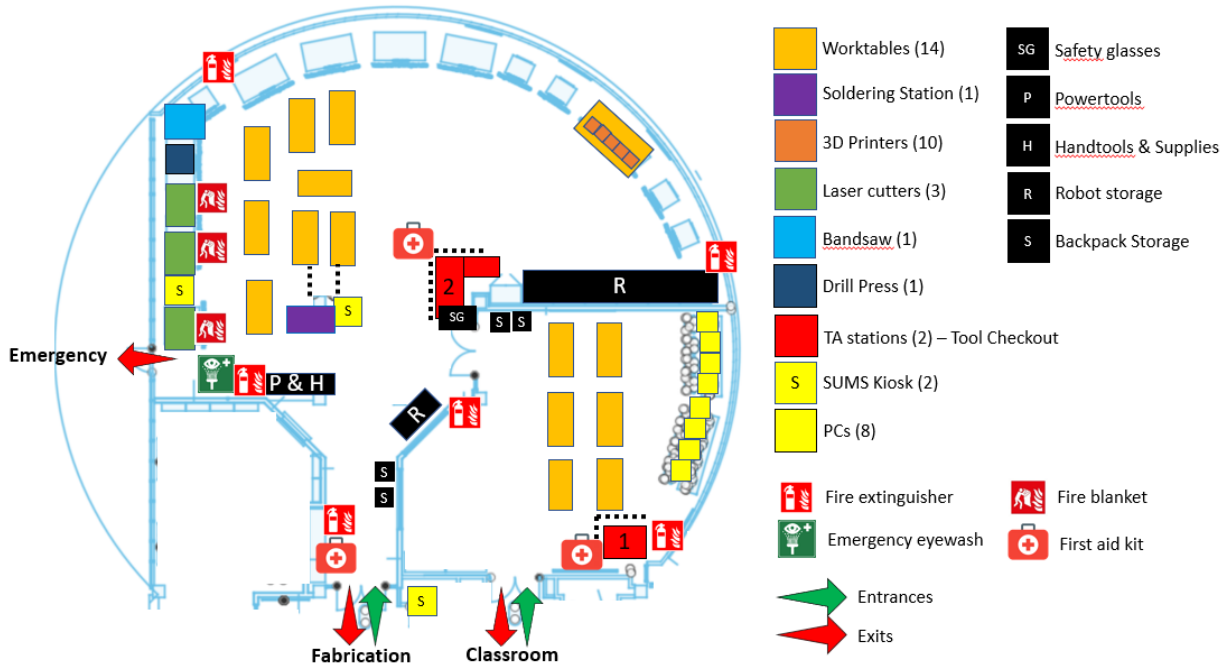 S
S
Emergency
P & H
2
SG
S
S
R
R
S
S
1
S
Fabrication
Classroom
Worktables (14)
Soldering Station (1)
3D Printers (10)
Laser cutters (3)
Bandsaw (1)
Drill Press (1)
TA stations (2) – Tool Checkout
S
SUMS Kiosk (2)
PCs (8)
SG
Safety glasses
P
Powertools
H
Handtools & Supplies
R
Robot storage
S
Backpack Storage
Fire extinguisher
Fire blanket
Emergency eyewash
First aid kit
Entrances
Exits